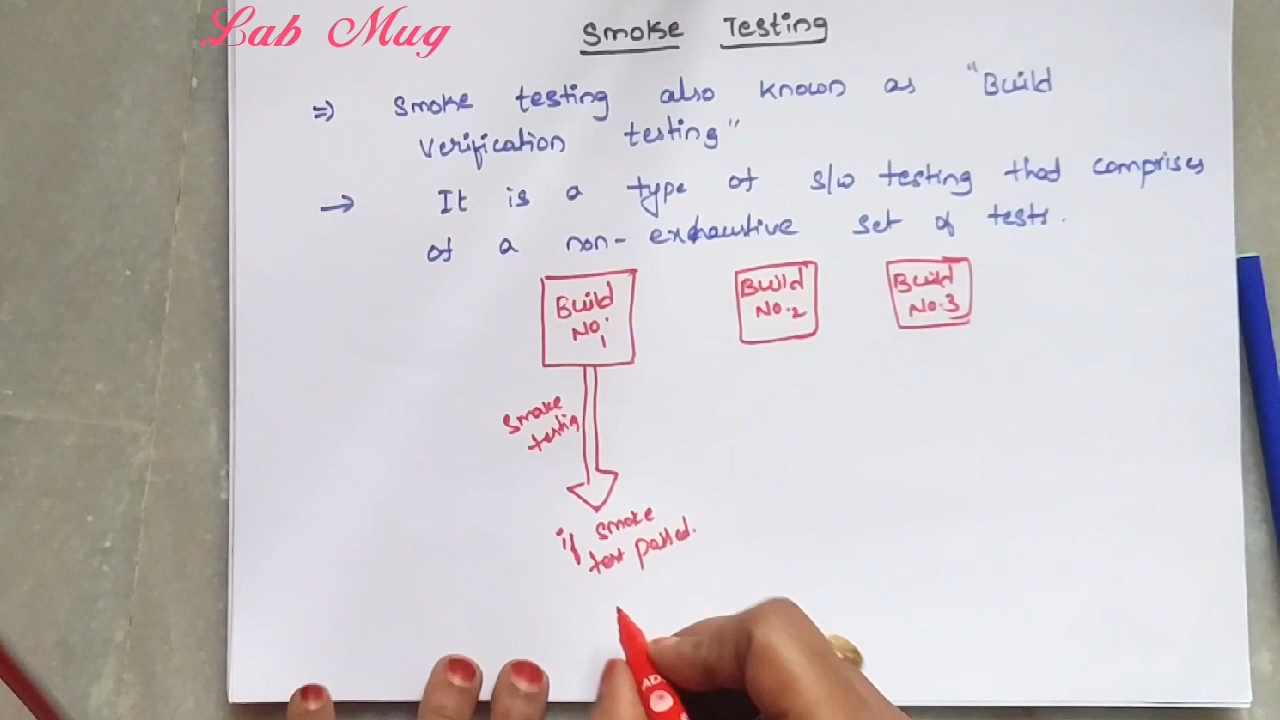 Lab Mug
Smoke Testing
⇒ Smoke testing also known as "Build
verification testing"
→ It is a type of s/w testing that comprises
of a non-exhaustive set of tests.
Build
No.1
Build
No.2
Build
No.3
Smoke
testig
if smoke
test passed.